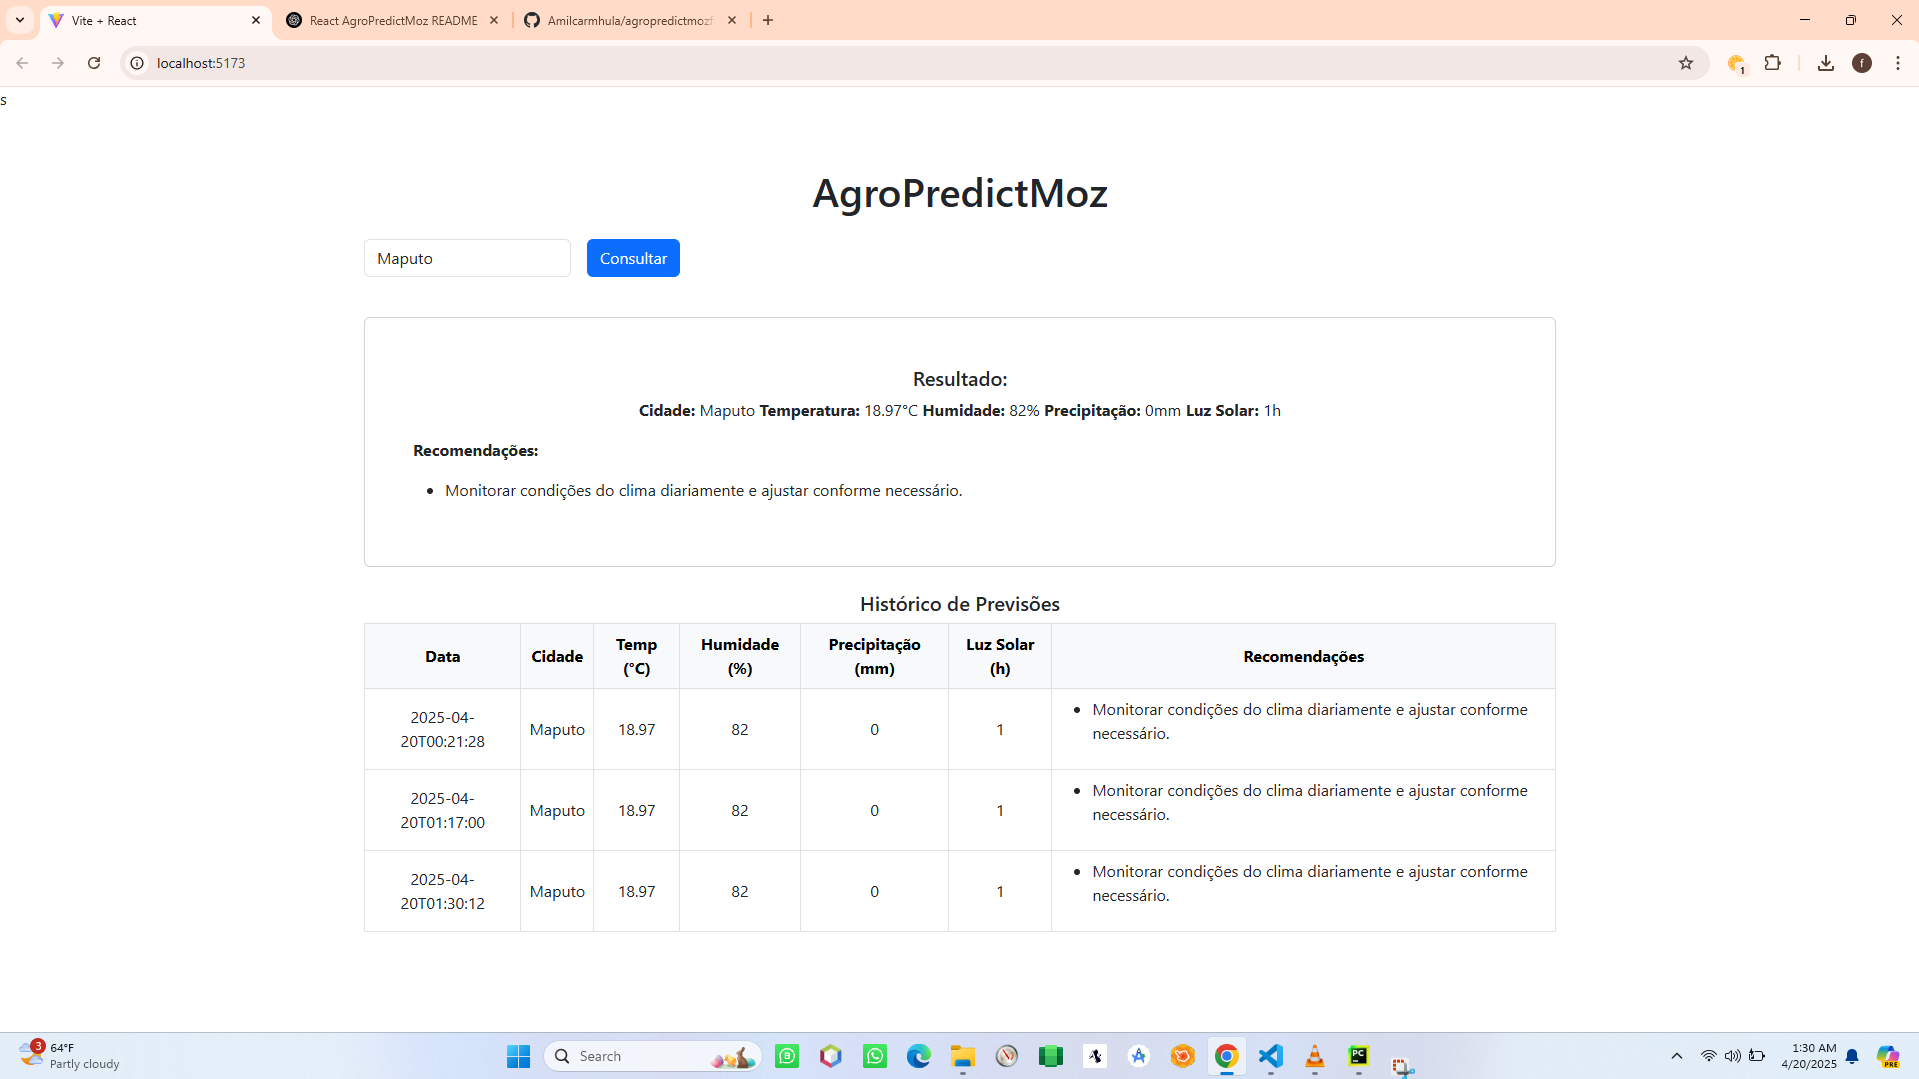 Vite + React
React AgroPredictMoz README
Amilcarmhula/agropredictmozf
localhost:5173
1
f
s
AgroPredictMoz
Maputo
Consultar
Resultado:
Cidade: Maputo Temperatura: 18.97°C Humidade: 82% Precipitação: 0mm Luz Solar: 1h
Recomendações:
Monitorar condições do clima diariamente e ajustar conforme necessário.
Histórico de Previsões
Data Cidade Temp (°C) Humidade (%) Precipitação (mm) Luz Solar (h) Recomendações
2025-04-
20T00:21:28
Maputo 18.97 82 0 1
Monitorar condições do clima diariamente e ajustar conforme
necessário.
2025-04-
20T01:17:00
Maputo 18.97 82 0 1
Monitorar condições do clima diariamente e ajustar conforme
necessário.
2025-04-
20T01:30:12
Maputo 18.97 82 0 1
Monitorar condições do clima diariamente e ajustar conforme
necessário.
3
64°F
Partly cloudy
Search
PC
PRE
1:30 AM
4/20/2025